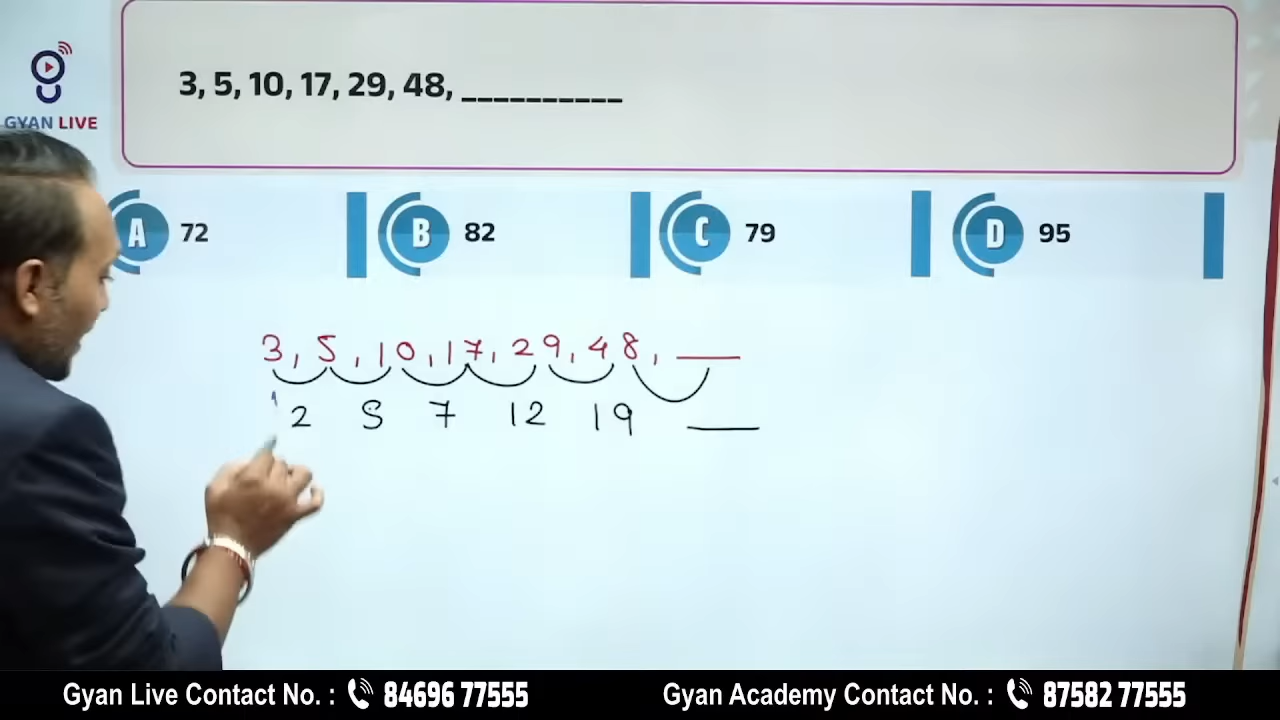 3, 5, 10, 17, 29, 48, __________
GYAN LIVE
A 72 B 82 C 79 D 95
3, 5, 10, 17, 29, 48, ___
2 5 7 12 19 ___
Gyan Live Contact No. : 84696 77555 Gyan Academy Contact No. : 87582 77555